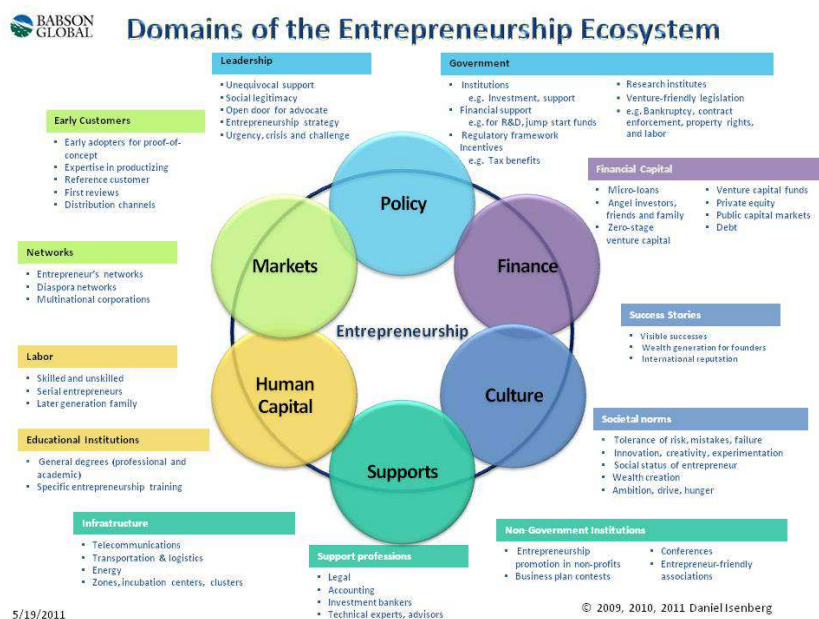 BABSON
GLOBAL
Domains of the Entrepreneurship Ecosystem
Leadership
▪ Unequivocal support
▪ Social legitimacy
▪ Open door for advocate
▪ Entrepreneurship strategy
▪ Urgency, crisis and challenge
Government
▪ Institutions
e.g. Investment, support
▪ Financial support
e.g. for R&D, jump start funds
▪ Regulatory framework
Incentives
e.g. Tax benefits
▪ Research institutes
▪ Venture-friendly legislation
▪ e.g. Bankruptcy, contract
enforcement, property rights,
and labor
Early Customers
▪ Early adopters for proof-of-
concept
▪ Expertise in productizing
▪ Reference customer
▪ First reviews
▪ Distribution channels
Financial Capital
▪ Micro-loans
▪ Angel investors,
friends and family
▪ Zero-stage
venture capital
▪ Venture capital funds
▪ Private equity
▪ Public capital markets
▪ Debt
Networks
▪ Entrepreneur's networks
▪ Diaspora networks
▪ Multinational corporations
Policy
Markets
Finance
Entrepreneurship
Human
Capital
Culture
Supports
Success Stories
▪ Visible successes
▪ Wealth generation for founders
▪ International reputation
Labor
▪ Skilled and unskilled
▪ Serial entrepreneurs
▪ Later generation family
Societal norms
▪ Tolerance of risk, mistakes, failure
▪ Innovation, creativity, experimentation
▪ Social status of entrepreneur
▪ Wealth creation
▪ Ambition, drive, hunger
Educational Institutions
▪ General degrees (professional and
academic)
▪ Specific entrepreneurship training
Infrastructure
▪ Telecommunications
▪ Transportation & logistics
▪ Energy
▪ Zones, incubation centers, clusters
Support professions
▪ Legal
▪ Accounting
▪ Investment bankers
▪ Technical experts, advisors
Non-Government Institutions
▪ Entrepreneurship
promotion in non-profits
▪ Business plan contests
▪ Conferences
▪ Entrepreneur-friendly
associations
5/19/2011
© 2009, 2010, 2011 Daniel Isenberg